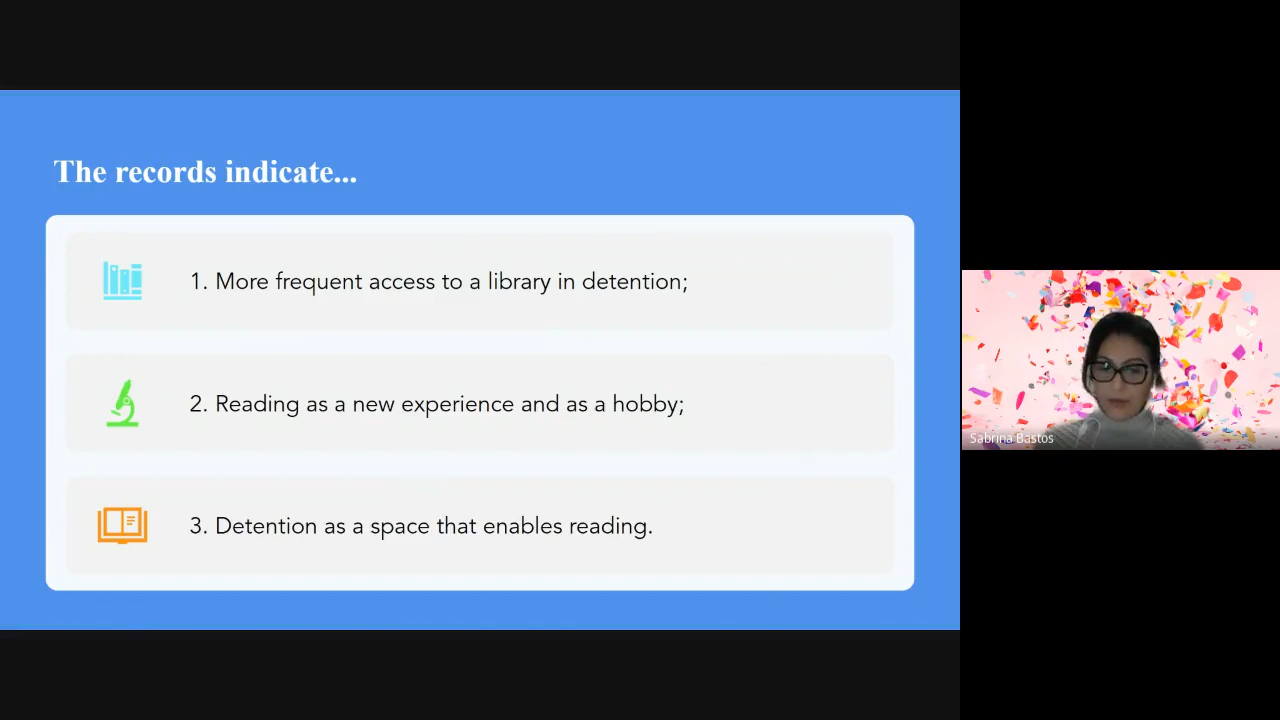 The records indicate...
1. More frequent access to a library in detention;
2. Reading as a new experience and as a hobby;
3. Detention as a space that enables reading.
Sabrina Bastos